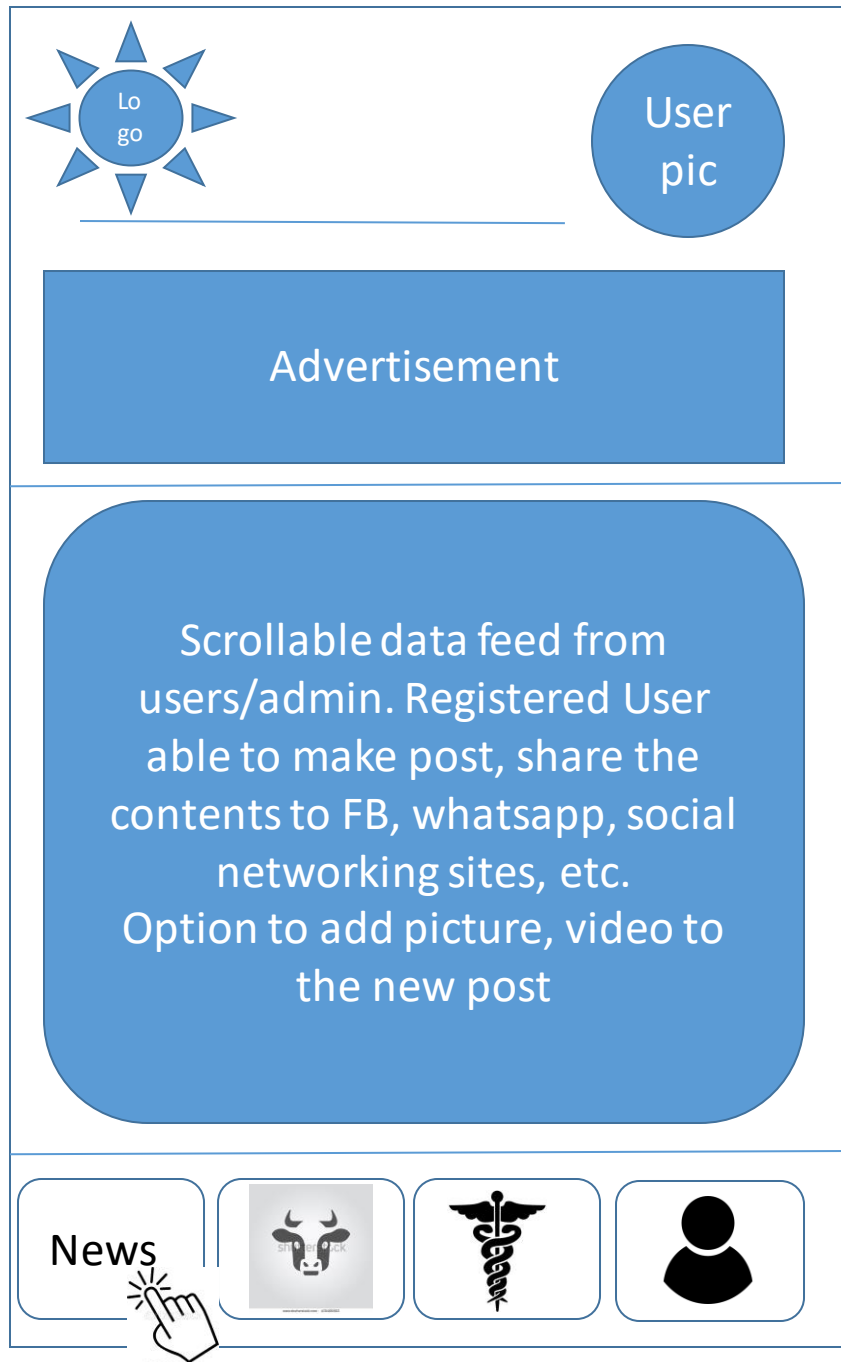 Lo
go
User
pic
Advertisement
Scrollable data feed from
users/admin. Registered User
able to make post, share the
contents to FB, whatsapp, social
networking sites, etc.
Option to add picture, video to
the new post
News